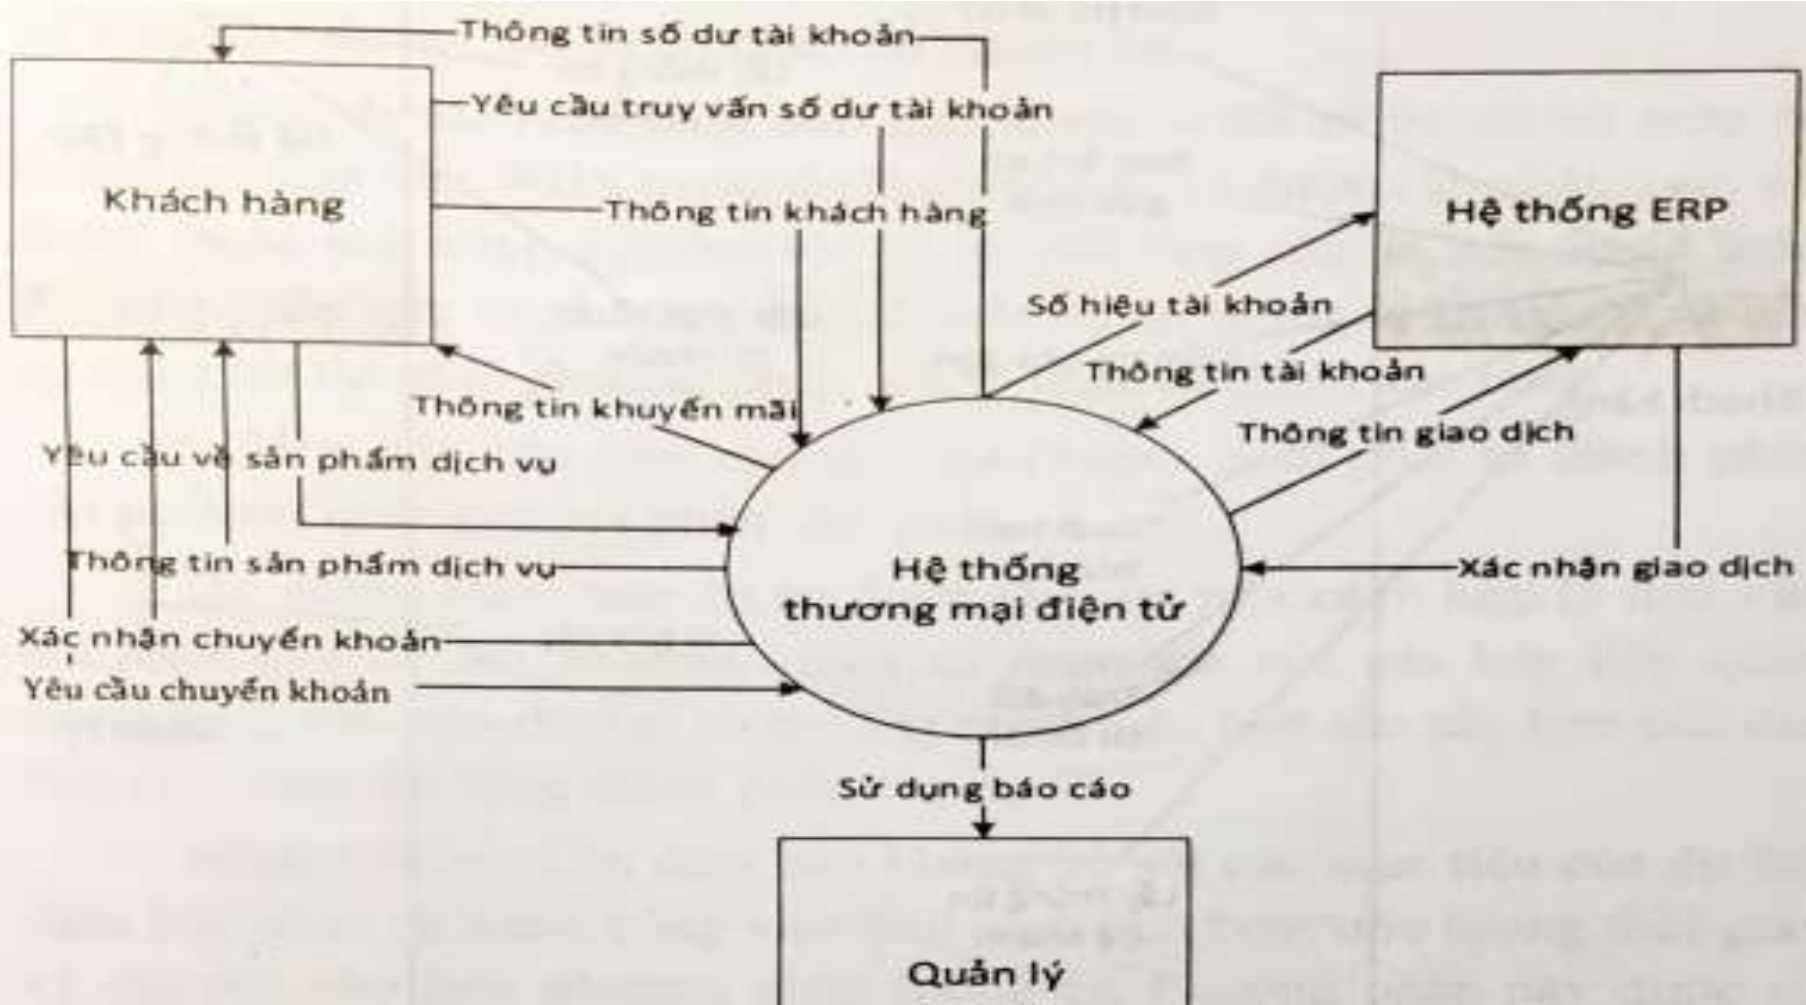 Thông tin số dư tài khoản
Yêu cầu truy vấn số dư tài khoản
Khách hàng
Thông tin khách hàng
Hệ thống ERP
Số hiệu tài khoản
Thông tin tài khoản
Thông tin khuyến mãi
Thông tin giao dịch
Yêu cầu về sản phẩm dịch vụ
Thông tin sản phẩm dịch vụ
Hệ thống
thương mại điện tử
Xác nhận giao dịch
Xác nhận chuyển khoản
Yêu cầu chuyển khoản
Sử dụng báo cáo
Quản lý